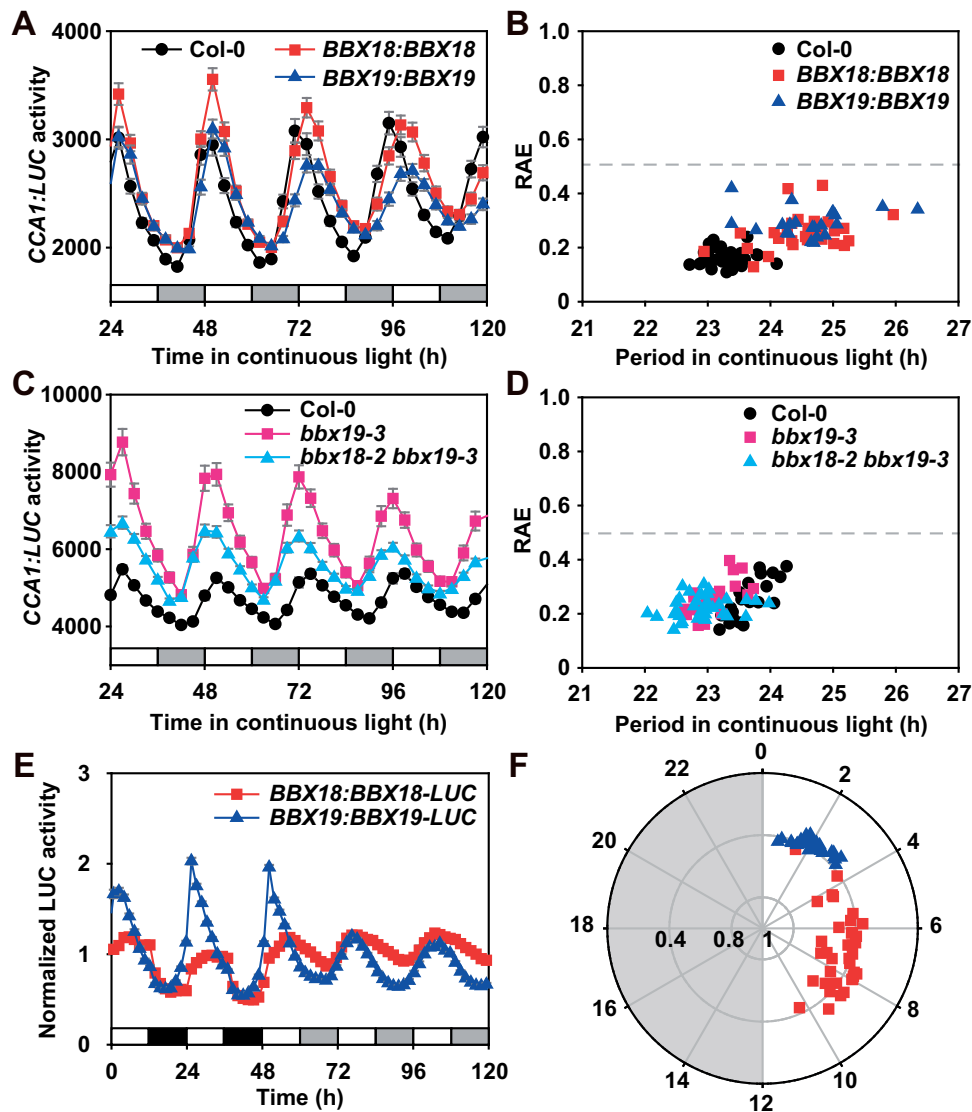 A
Col-0
BBX18:BBX18
BBX19:BBX19
CCA1::LUC activity
4000
3000
2000
24 48 72 96 120
Time in continuous light (h)
B
Col-0
BBX18:BBX18
BBX19:BBX19
RAE
1.0
0.8
0.6
0.4
0.2
0
21 22 23 24 25 26 27
Period in continuous light (h)
C
Col-0
bbx19-3
bbx18-2 bbx19-3
CCA1::LUC activity
10000
8000
6000
4000
24 48 72 96 120
Time in continuous light (h)
D
Col-0
bbx19-3
bbx18-2 bbx19-3
RAE
1.0
0.8
0.6
0.4
0.2
0
21 22 23 24 25 26 27
Period in continuous light (h)
E
BBX18:BBX18-LUC
BBX19:BBX19-LUC
Normalized LUC activity
3
2
1
0
0 24 48 72 96 120
Time (h)
F
0
2
4
6
8
10
12
14
16
18
20
22
0.4 0.8 1